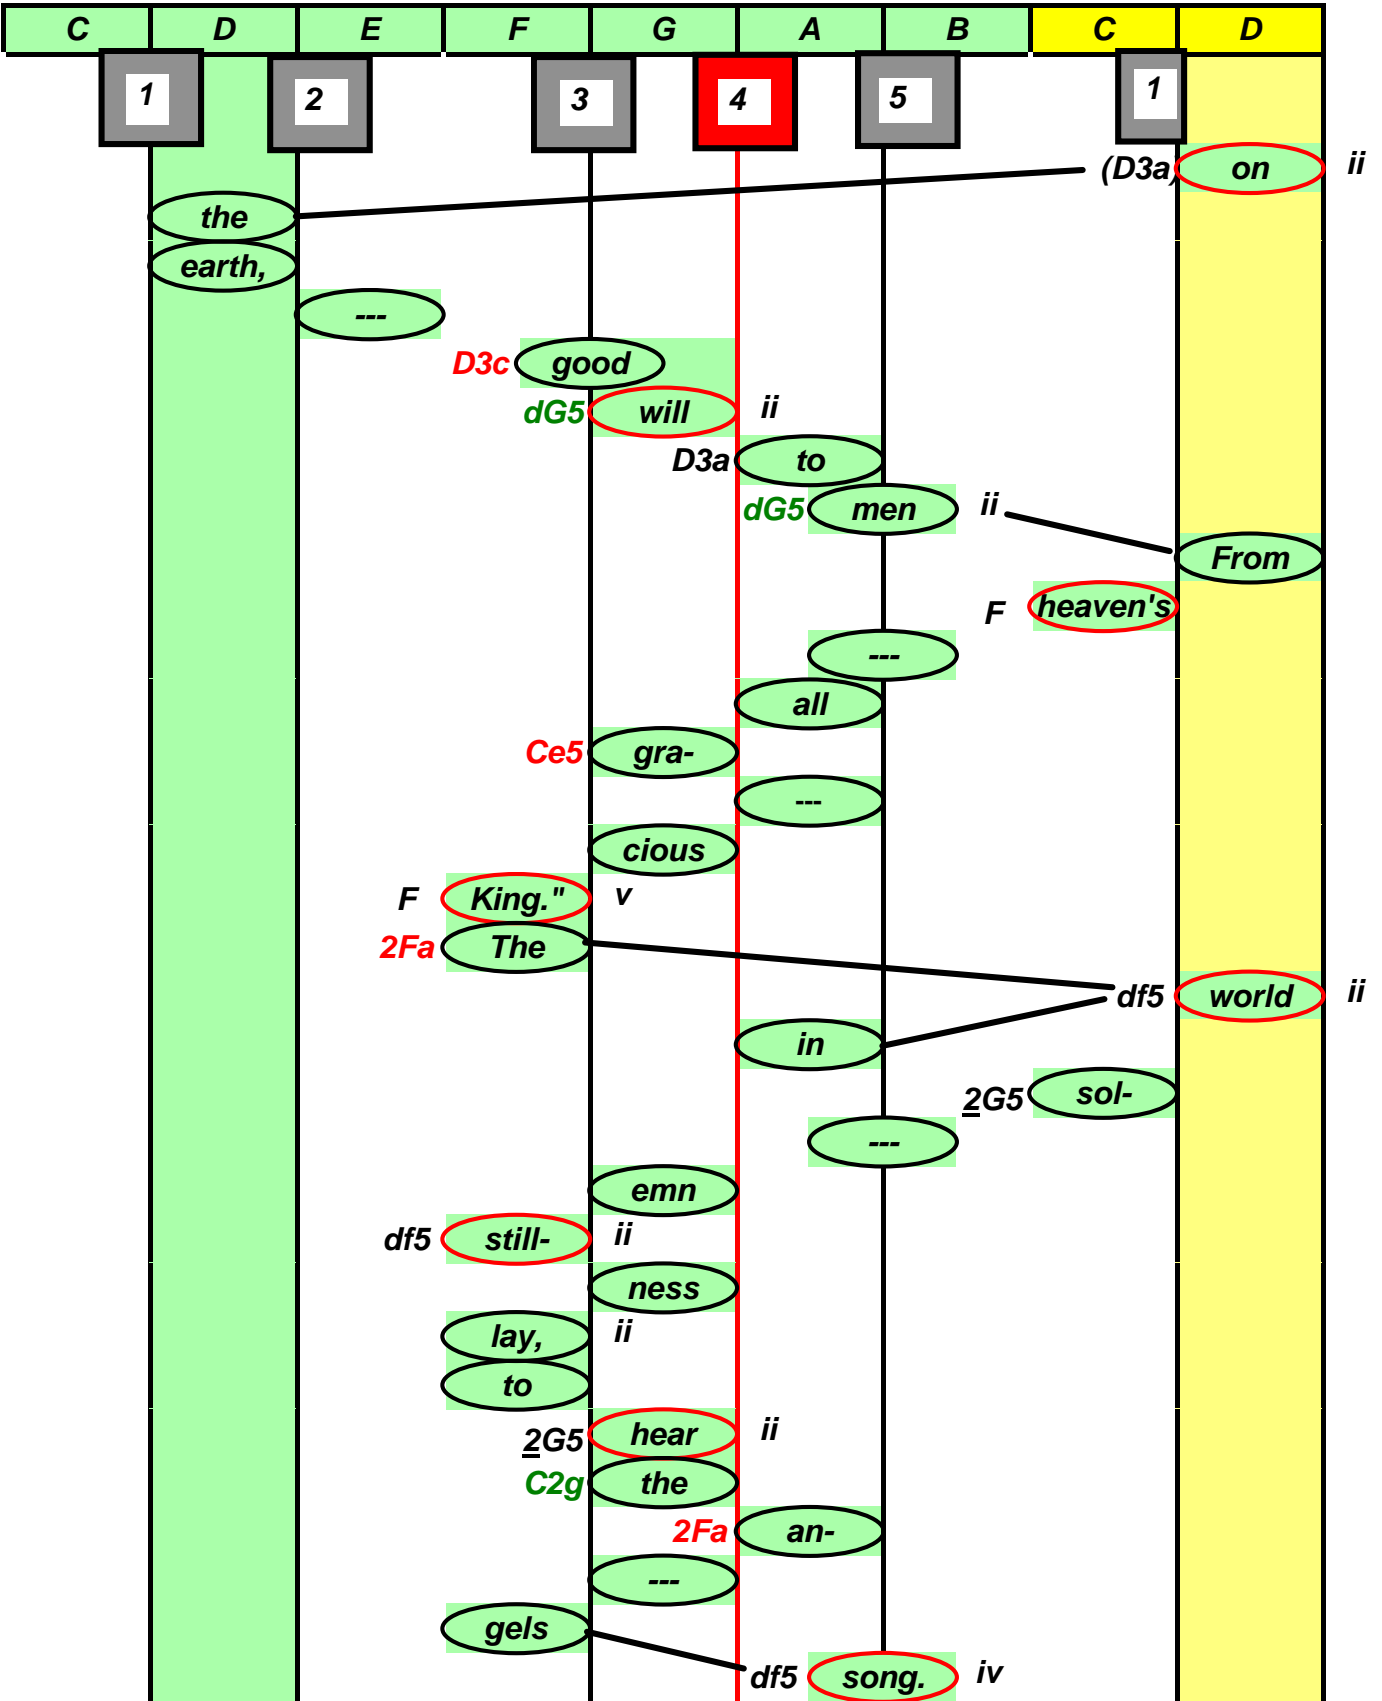 C D E F G A B C D
1 2 3 4 5 1
(D3a) on ii
the
earth,
---
D3c good
dG5 will ii
D3a to
dG5 men ii
From
F heaven's
---
all
Ce5 gra-
---
cious
F King." v
2Fa The
df5 world ii
in
2G5 sol-
---
emn
df5 still- ii
ness
lay, ii
to
2G5 hear ii
C2g the
2Fa an-
---
gels
df5 song. iv